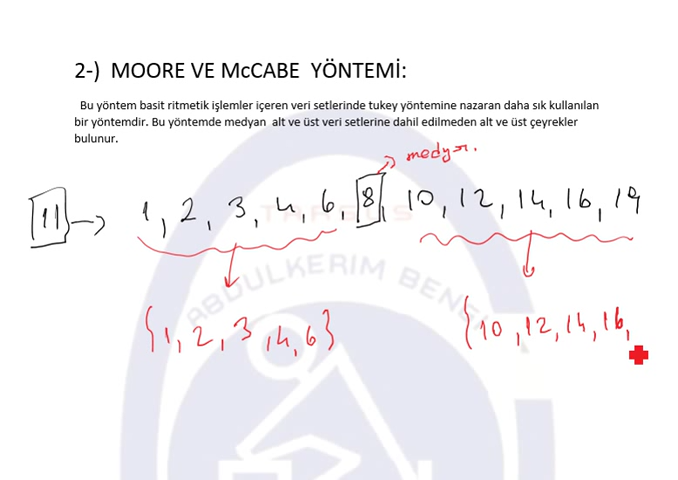 2-) MOORE VE McCABE YÖNTEMİ:
Bu yöntem basit ritmetik işlemler içeren veri setlerinde tukey yöntemine nazaran daha sık kullanılan
bir yöntemdir. Bu yöntemde medyan alt ve üst veri setlerine dahil edilmeden alt ve üst çeyrekler
bulunur.
medyan.
11 → 1, 2, 3, 4, 6, 8, 10, 12, 14, 16, 19
{1, 2, 3, 4, 6} {10, 12, 14, 16,
ABDULKERIM BEN